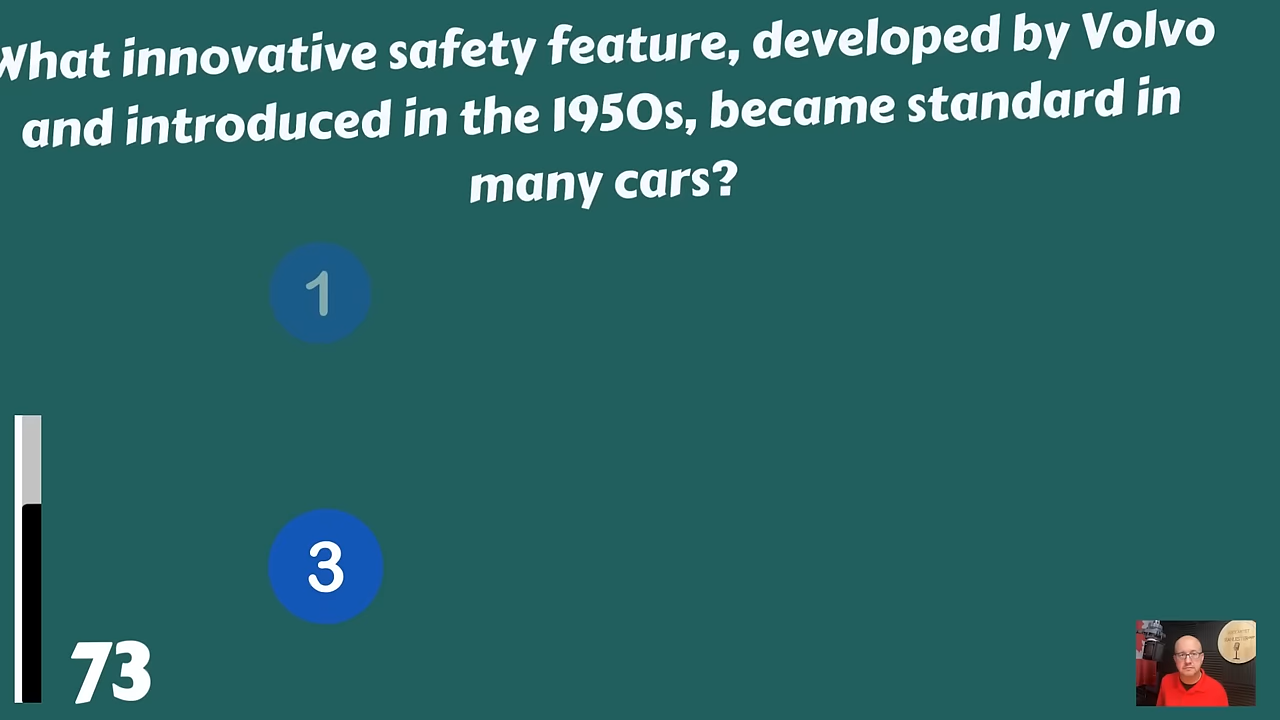 What innovative safety feature, developed by Volvo
and introduced in the 1950s, became standard in
many cars?
1
3
73